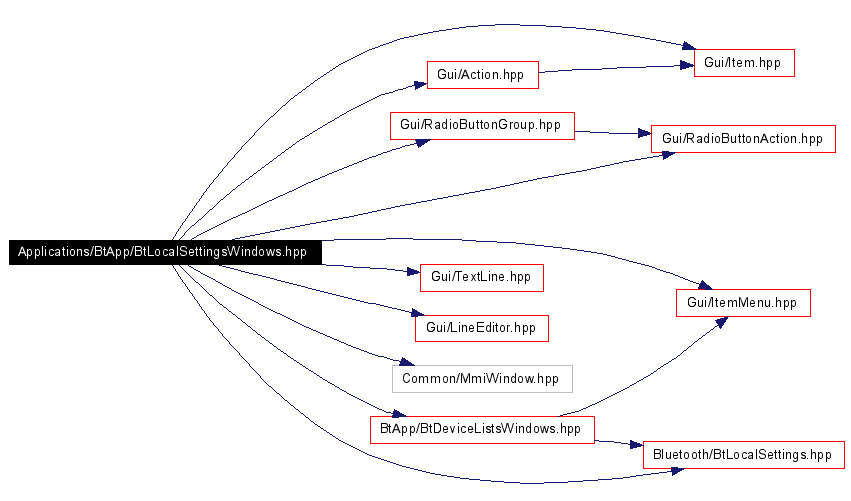 Gui/Item.hpp
Gui/Action.hpp
Gui/RadioButtonGroup.hpp
Gui/RadioButtonAction.hpp
Applications/BtApp/BtLocalSettingsWindows.hpp
Gui/TextLine.hpp
Gui/ItemMenu.hpp
Gui/LineEditor.hpp
Common/MmiWindow.hpp
BtApp/BtDeviceListsWindows.hpp
Bluetooth/BtLocalSettings.hpp